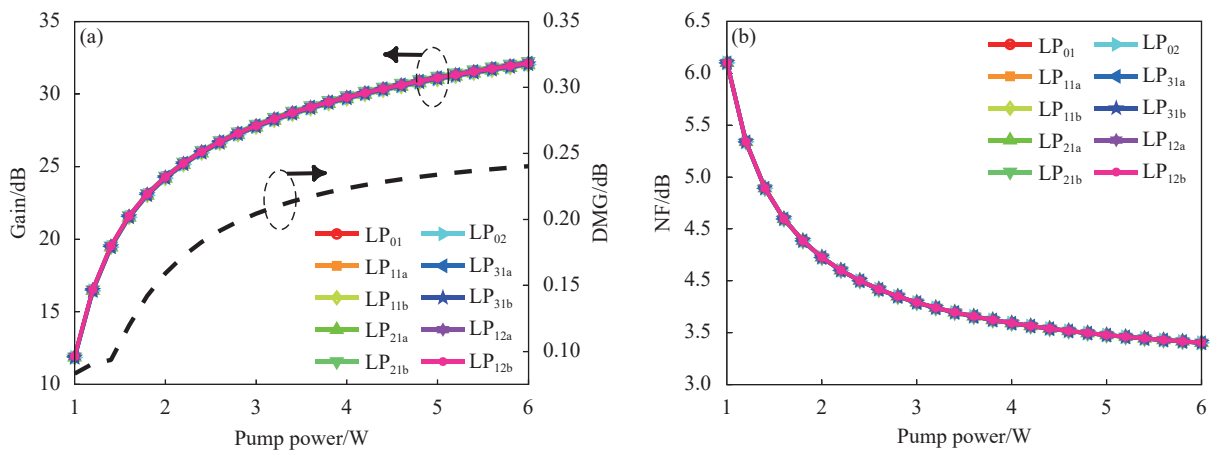 (a)
35
30
25
20
15
10
Gain/dB
0.35
0.30
0.25
0.20
0.15
0.10
DMG/dB
LP₀₁ LP₀₂
LP₁₁ₐ LP₃₁ₐ
LP₁₁b LP₃₁b
LP₂₁ₐ LP₁₂ₐ
LP₂₁b LP₁₂b
1 2 3 4 5 6
Pump power/W
(b)
6.5
6.0
5.5
5.0
4.5
4.5
3.5
3.0
NF/dB
LP₀₁ LP₀₂
LP₁₁ₐ LP₃₁ₐ
LP₁₁b LP₃₁b
LP₂₁ₐ LP₁₂ₐ
LP₂₁b LP₁₂b
1 2 3 4 5 6
Pump power/W